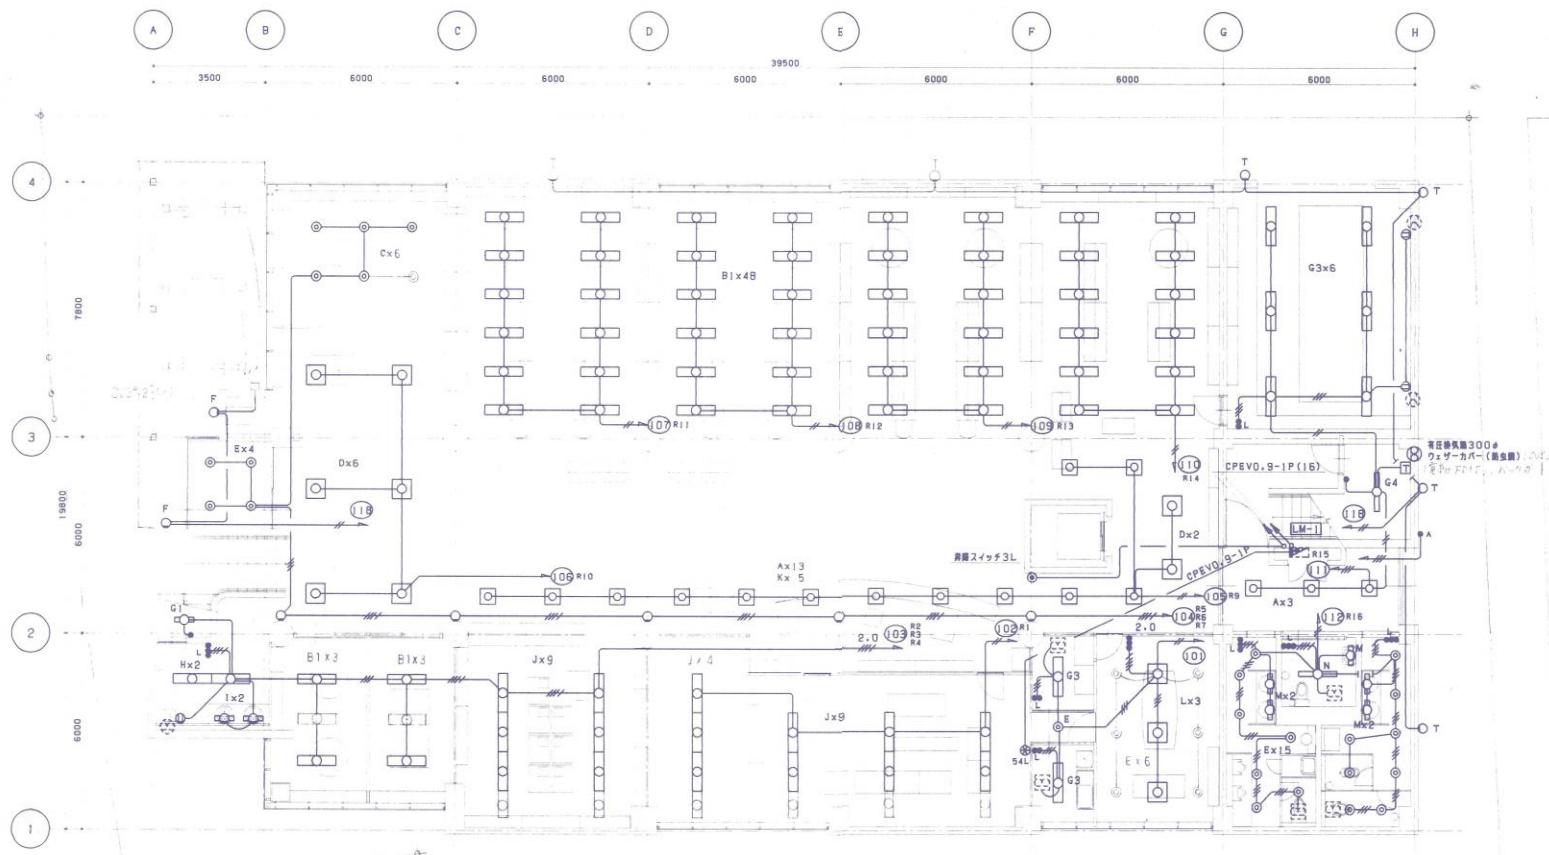 A
B
C
D
E
F
G
H
39500
3500
6000
6000
6000
6000
6000
6000
4
T
T
T
T
C×6
B1×48
G3×6
7800
F
107 R11
108 R12
109 R13
3
有圧換気扇300φ
ウェザーカバー(防虫網)
E×4
D×6
110
R14
CPEV0.9-1P(16)
T
G4
T
19800
F
118
118
6000
D×2
LM-1
A
昇降スイッチ3L
CPEV0.9-1P
R15
A×13
K×5
106 R10
111
105 R9
A×3
G1
L
R5
104 R6
R7
2
R2
2.0
103 R3
R4
102 R1
2.0
112 R16
L
L
L
L
H×2
B1×3
B1×3
J×9
J×4
101
G3
M
N
I×2
L
L×3
M×2
M×2
J×9
E
T
6000
54L
L
E×6
E×15
G3
1